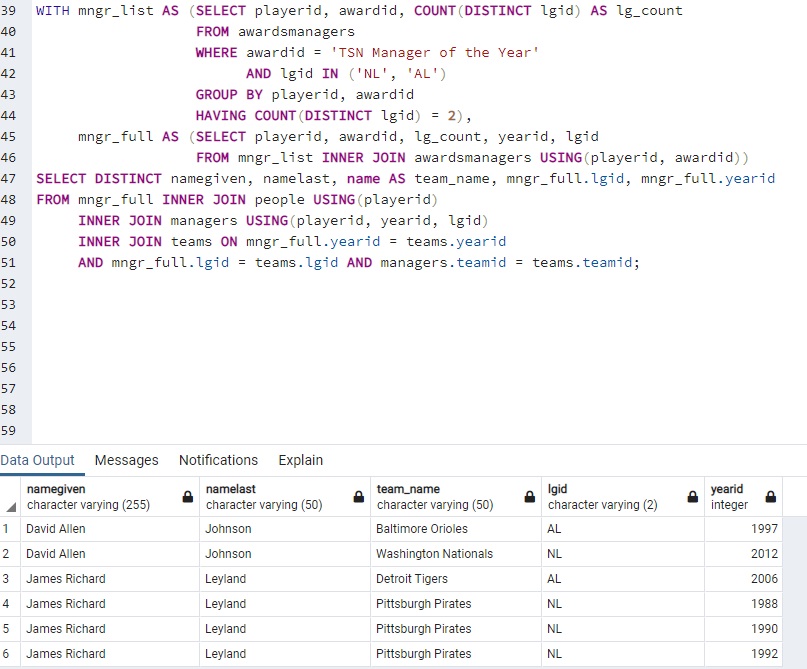 39 WITH mngr_list AS (SELECT playerid, awardid, COUNT(DISTINCT lgid) AS lg_count
40 FROM awardsmanagers
41 WHERE awardid = 'TSN Manager of the Year'
42 AND lgid IN ('NL', 'AL')
43 GROUP BY playerid, awardid
44 HAVING COUNT(DISTINCT lgid) = 2),
45 mngr_full AS (SELECT playerid, awardid, lg_count, yearid, lgid
46 FROM mngr_list INNER JOIN awardsmanagers USING(playerid, awardid))
47 SELECT DISTINCT namegiven, namelast, name AS team_name, mngr_full.lgid, mngr_full.yearid
48 FROM mngr_full INNER JOIN people USING(playerid)
49 INNER JOIN managers USING(playerid, yearid, lgid)
50 INNER JOIN teams ON mngr_full.yearid = teams.yearid
51 AND mngr_full.lgid = teams.lgid AND managers.teamid = teams.teamid;
52
53
54
55
56
57
58
59
Data Output Messages Notifications Explain
namegiven namelast team_name lgid yearid
character varying (255) character varying (50) character varying (50) character varying (2) integer
1 David Allen Johnson Baltimore Orioles AL 1997
2 David Allen Johnson Washington Nationals NL 2012
3 James Richard Leyland Detroit Tigers AL 2006
4 James Richard Leyland Pittsburgh Pirates NL 1988
5 James Richard Leyland Pittsburgh Pirates NL 1990
6 James Richard Leyland Pittsburgh Pirates NL 1992